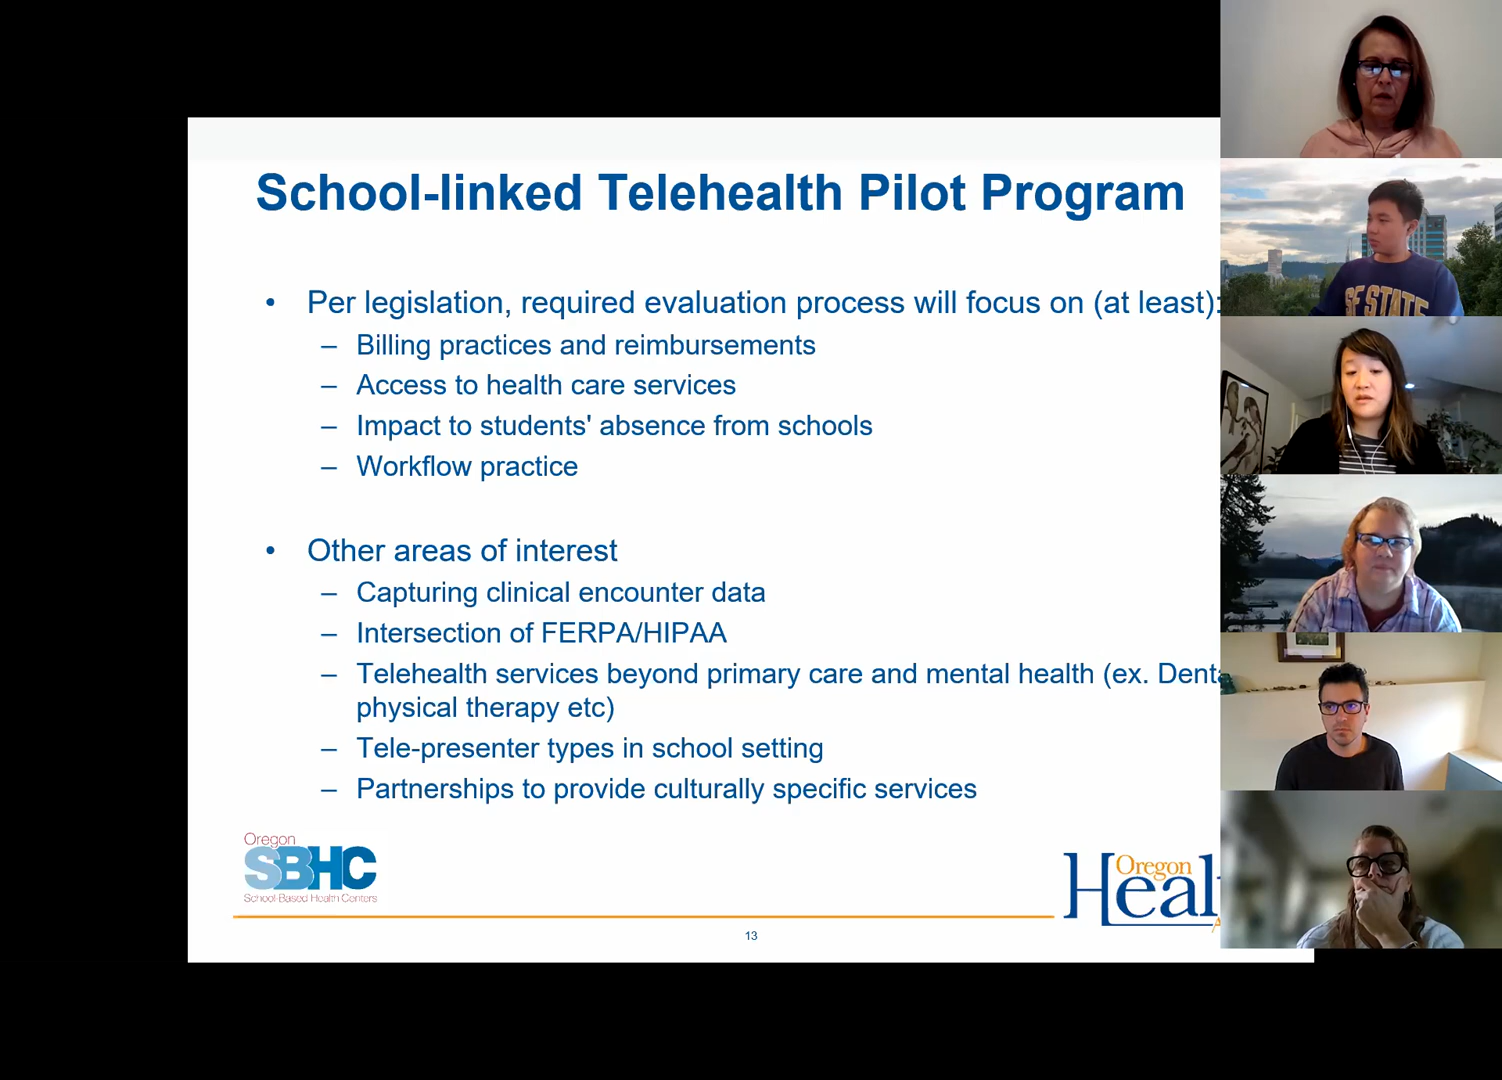 School-linked Telehealth Pilot Program
• Per legislation, required evaluation process will focus on (at least):
– Billing practices and reimbursements
– Access to health care services
– Impact to students' absence from schools
– Workflow practice
• Other areas of interest
– Capturing clinical encounter data
– Intersection of FERPA/HIPAA
– Telehealth services beyond primary care and mental health (ex.
physical therapy etc)
– Tele-presenter types in school setting
– Partnerships to provide culturally specific services
Oregon
SBHC
School-Based Health Centers
Oregon
13
SF STATE